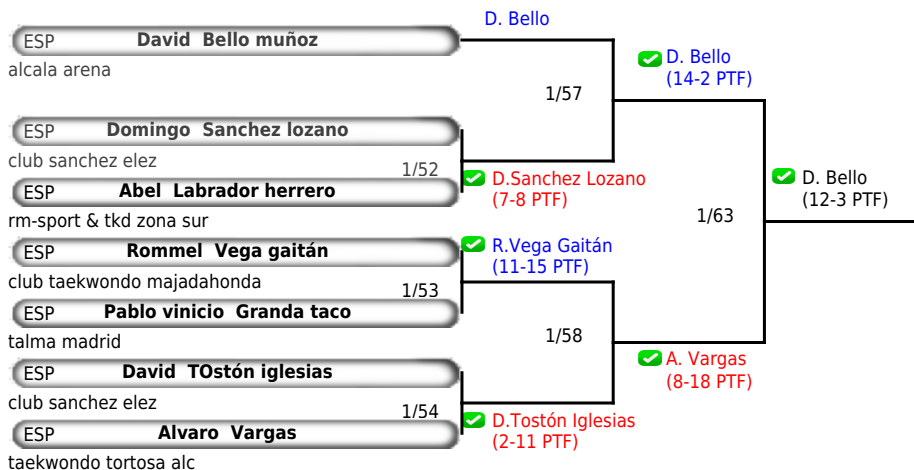 D. Bello
ESP David Bello muñoz
alcala arena
D. Bello
(14-2 PTF)
1/57
ESP Domingo Sanchez lozano
club sanchez elez
1/52
D.Sanchez Lozano
(7-8 PTF)
ESP Abel Labrador herrero
rm-sport & tkd zona sur
D. Bello
(12-3 PTF)
1/63
ESP Rommel Vega gaitán
R.Vega Gaitán
(11-15 PTF)
club taekwondo majadahonda
1/53
ESP Pablo vinicio Granda taco
talma madrid
1/58
A. Vargas
(8-18 PTF)
ESP David TOstón iglesias
club sanchez elez
1/54
D.Tostón Iglesias
(2-11 PTF)
ESP Alvaro Vargas
taekwondo tortosa alc